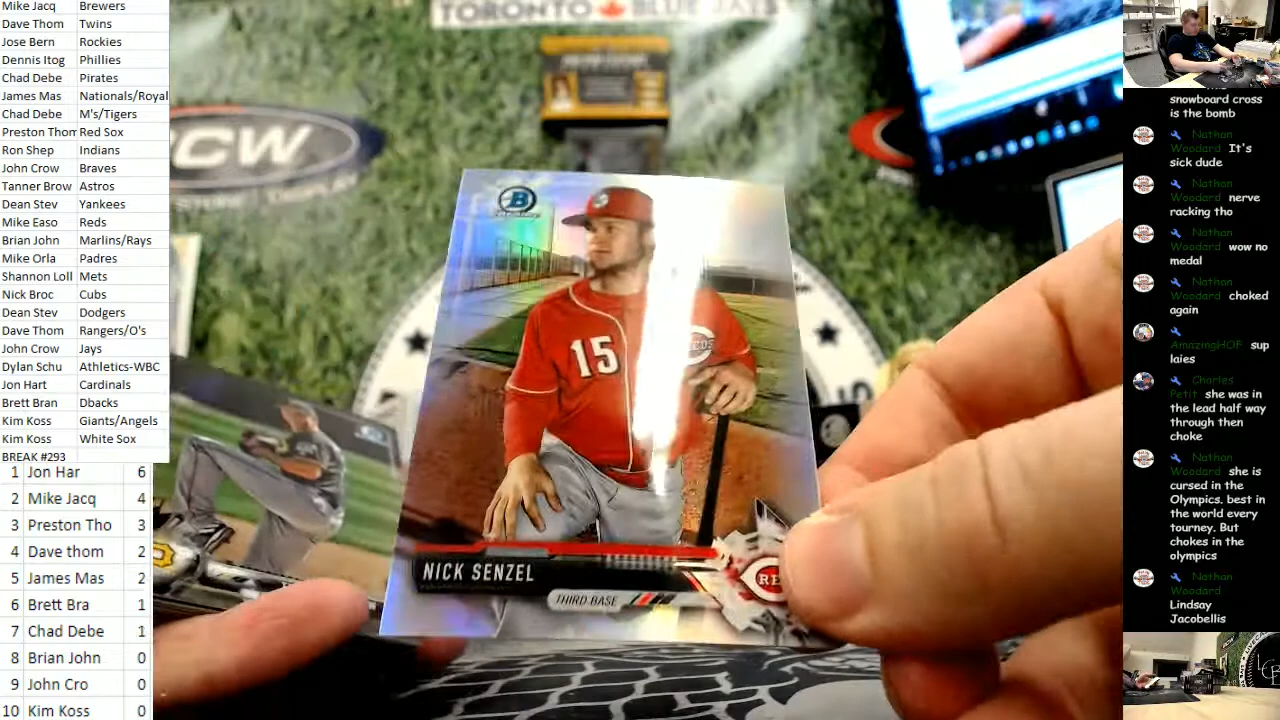 Mike Jacq Brewers
Dave Thom Twins
Jose Bern Rockies
Dennis Itog Phillies
Chad Debe Pirates
James Mas Nationals/Royal
Chad Debe M's/Tigers
Preston Thom Red Sox
Ron Shep Indians
John Crow Braves
Tanner Brow Astros
Dean Stev Yankees
Mike Easo Reds
Brian John Marlins/Rays
Mike Orla Padres
Shannon Loll Mets
Nick Broc Cubs
Dean Stev Dodgers
Dave Thom Rangers/O's
John Crow Jays
Dylan Schu Athletics-WBC
Jon Hart Cardinals
Brett Bran Dbacks
Kim Koss Giants/Angels
Kim Koss White Sox
BREAK #293
1 Jon Har 6
2 Mike Jacq 4
3 Preston Tho 3
4 Dave thom 2
5 James Mas 2
6 Brett Bra 1
7 Chad Debe 1
8 Brian John 0
9 John Cro 0
10 Kim Koss 0
TORONTO BLUE JAYS
CW
B
15
REDS
NICK SENZEL
THIRD BASE
RE
snowboard cross
is the bomb
Nathan
Woodard It's
sick dude
Nathan
Woodard nerve
racking tho
Nathan
Woodard wow no
medal
Nathan
Woodard choked
again
AmazingHOF sup
laies
Charles
Petit she was in
the lead half way
through then
choke
Nathan
Woodard she is
cursed in the
Olympics. best in
the world every
tourney. But
chokes in the
olympics
Nathan
Woodard
Lindsay
Jacobellis